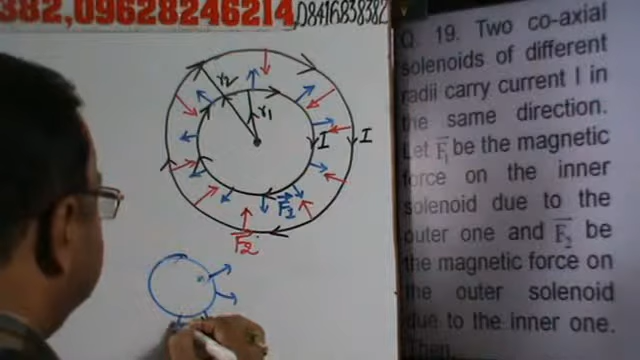 382,09628246214,08416838382
Q. 19. Two co-axial
solenoids of different
radii carry current I in
the same direction.
Let F₁ be the magnetic
force on the inner
solenoid due to the
outer one and F₂ be
the magnetic force on
the outer solenoid
due to the inner one.
Then
r₂
r₁
I
I
F₁
F₂